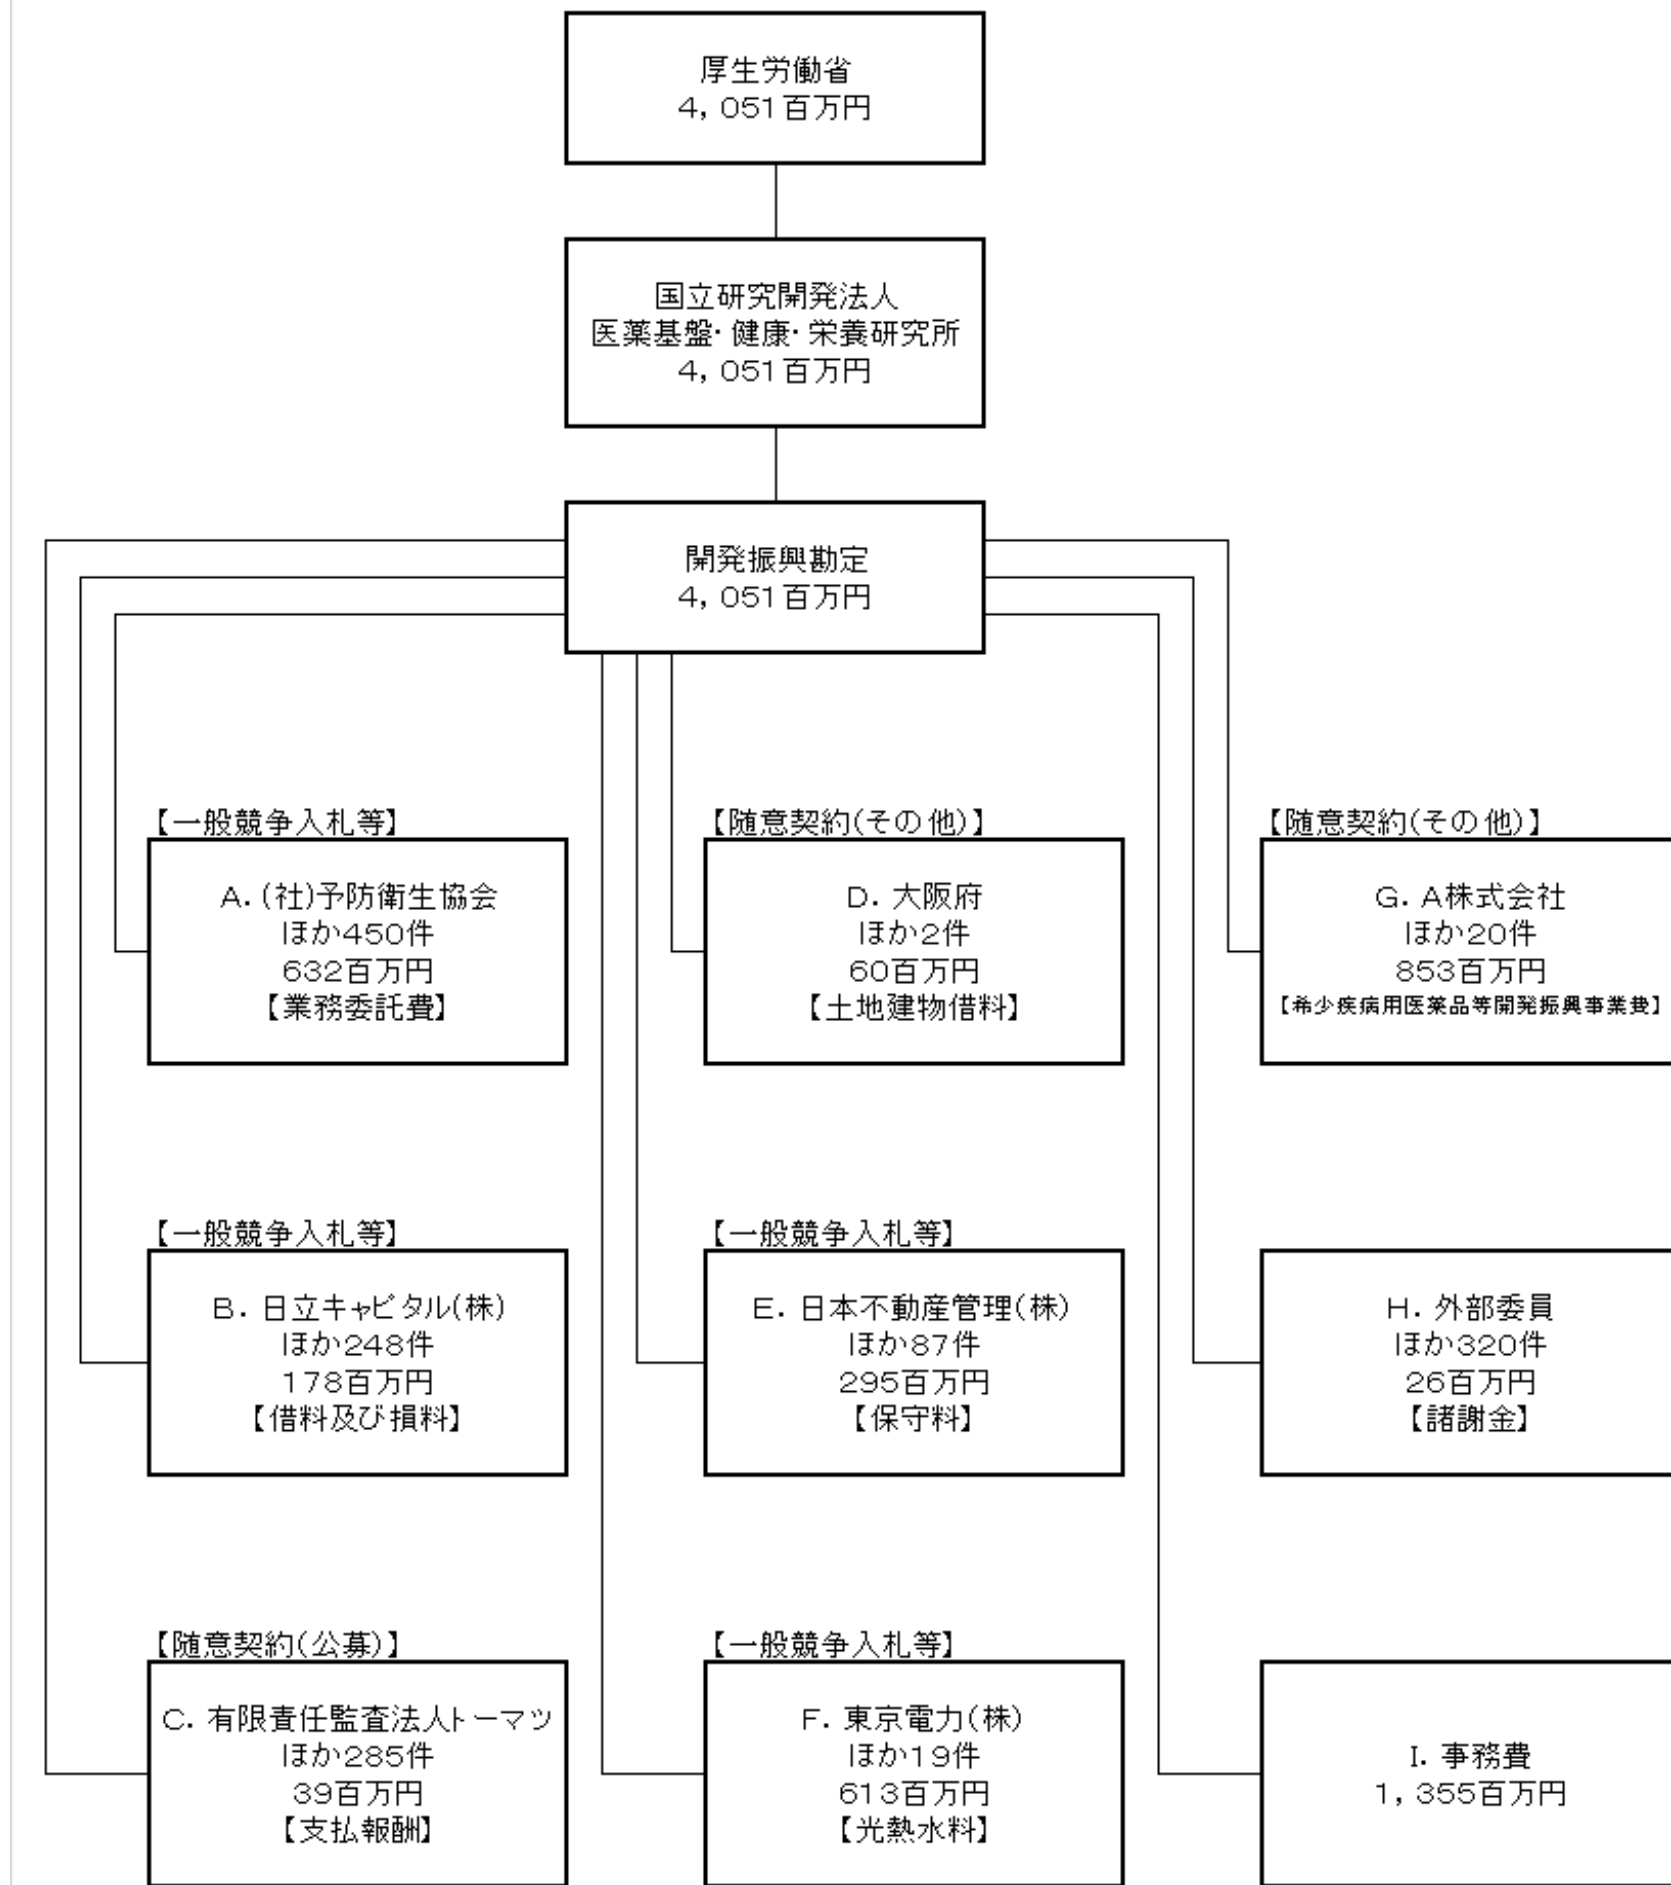 厚生労働省
4，051百万円
国立研究開発法人
医薬基盤・健康・栄養研究所
4，051百万円
開発振興勘定
4，051百万円
【一般競争入札等】
A．(社)予防衛生協会
ほか450件
632百万円
【業務委託費】
【随意契約(その他)】
D．大阪府
ほか2件
60百万円
【土地建物借料】
【随意契約(その他)】
G．A株式会社
ほか20件
853百万円
【希少疾病用医薬品等開発振興事業費】
【一般競争入札等】
B．日立キャピタル(株)
ほか248件
178百万円
【借料及び損料】
【一般競争入札等】
E．日本不動産管理(株)
ほか87件
295百万円
【保守料】
H．外部委員
ほか320件
26百万円
【諸謝金】
【随意契約(公募)】
C．有限責任監査法人トーマツ
ほか285件
39百万円
【支払報酬】
【一般競争入札等】
F．東京電力(株)
ほか19件
613百万円
【光熱水料】
I．事務費
1，355百万円